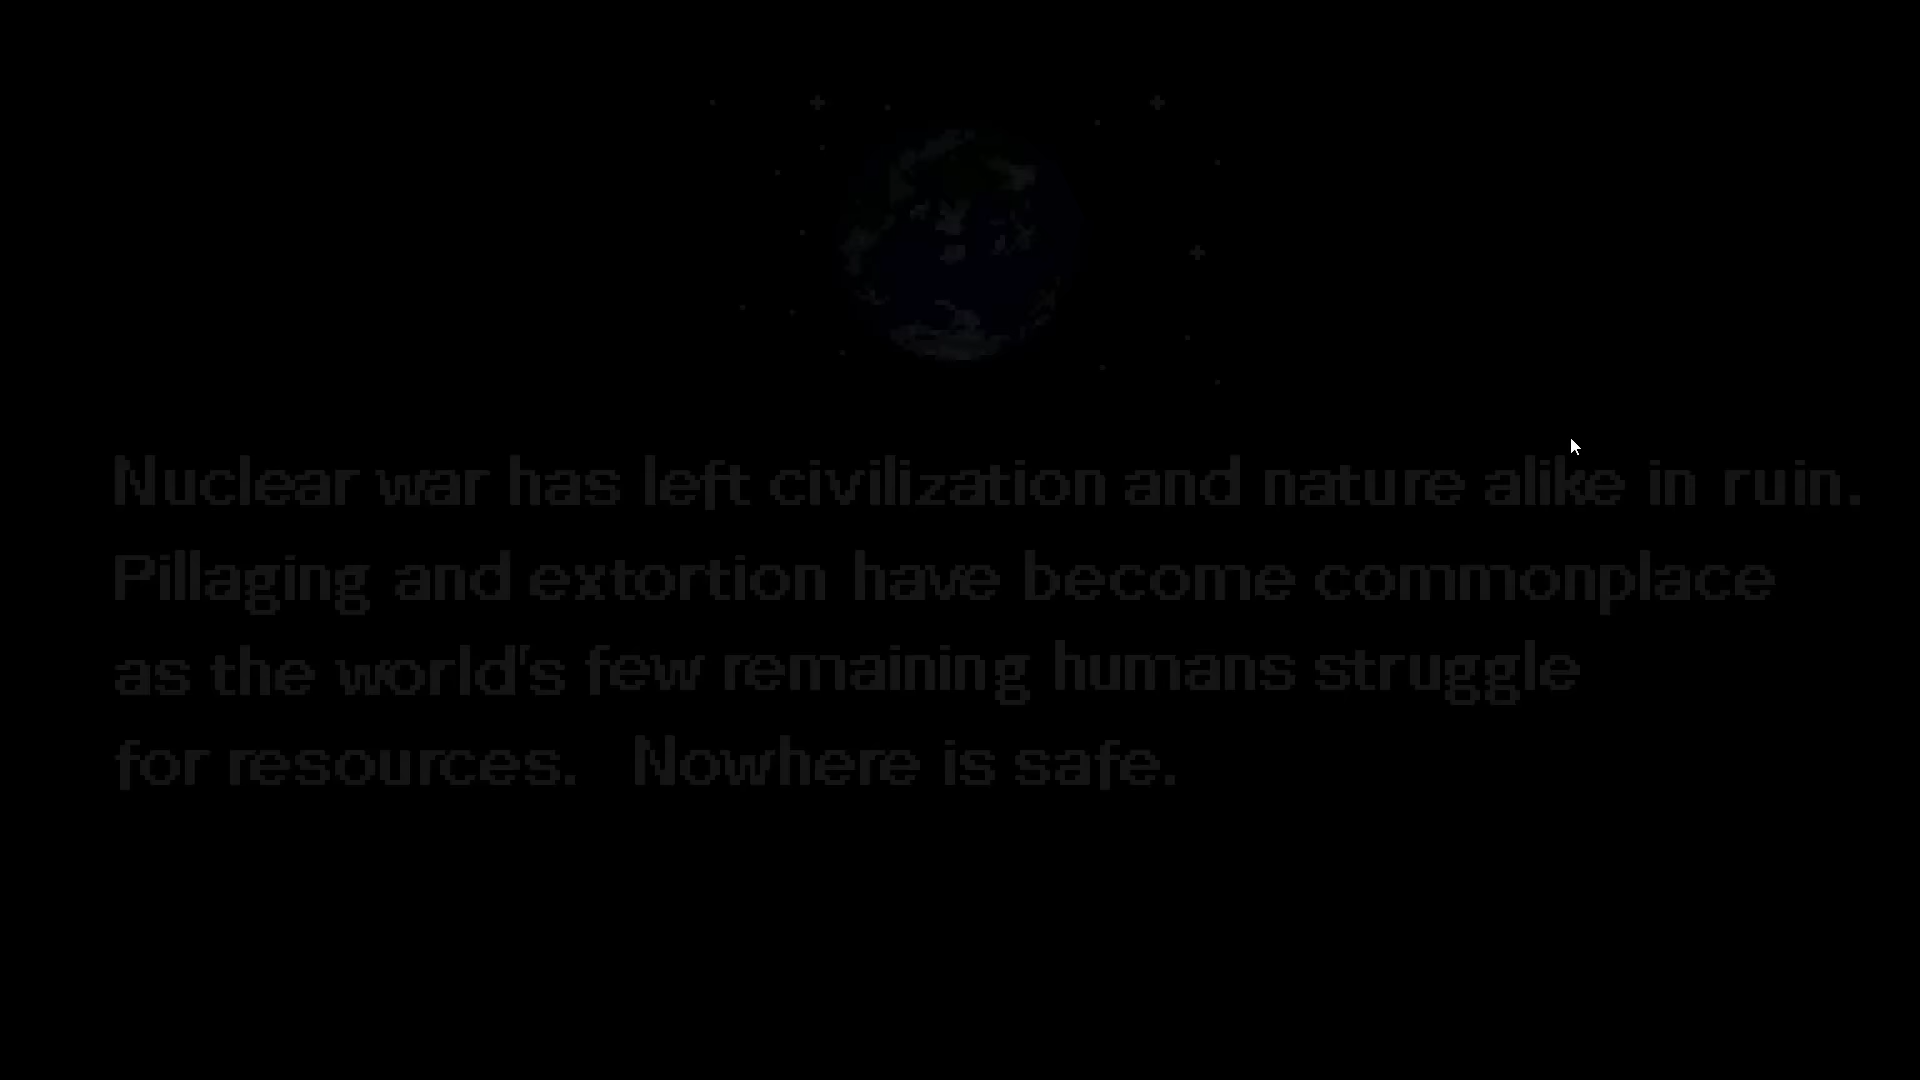 Nuclear war has left civilization and nature alike in ruin.
Pillaging and extortion have become commonplace
as the world's few remaining humans struggle
for resources. Nowhere is safe.